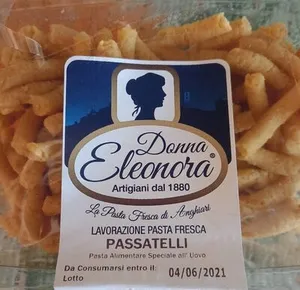 Donna
Eleonora®
Artigiani dal 1880
La Pasta Fresca di Anghiari
LAVORAZIONE PASTA FRESCA
PASSATELLI
Pasta Alimentare Speciale all' Uovo
Da Consumarsi entro il: 04/06/2021
Lotto